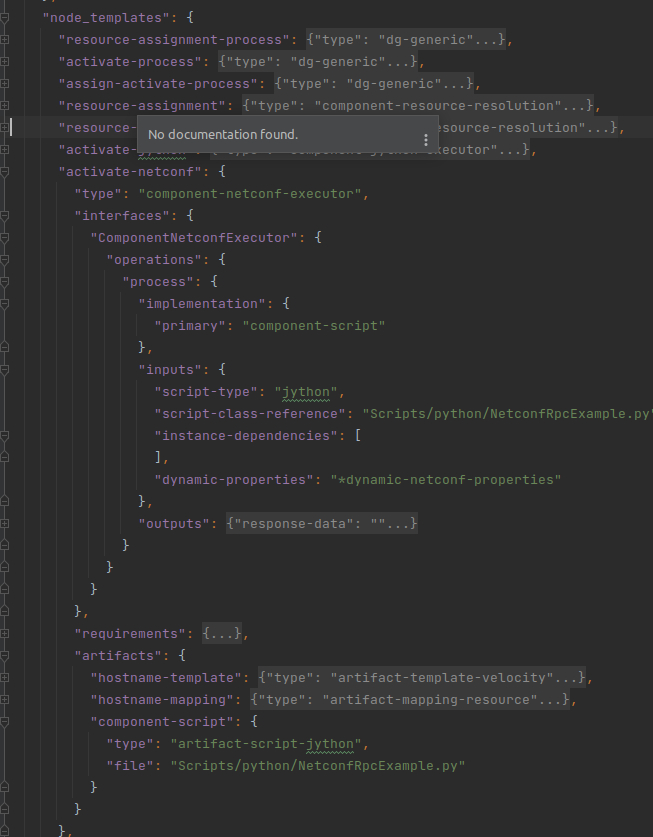 "node_templates": {
"resource-assignment-process": {"type": "dg-generic"...},
"activate-process": {"type": "dg-generic"...},
"assign-activate-process": {"type": "dg-generic"...},
"resource-assignment": {"type": "component-resource-resolution"...},
"resource- esource-resolution"...},
No documentation found.
"activate- executor"...},
"activate-netconf": {
"type": "component-netconf-executor",
"interfaces": {
"ComponentNetconfExecutor": {
"operations": {
"process": {
"implementation": {
"primary": "component-script"
},
"inputs": {
"script-type": "jython",
"script-class-reference": "Scripts/python/NetconfRpcExample.py"
"instance-dependencies": [
],
"dynamic-properties": "*dynamic-netconf-properties"
},
"outputs": {"response-data": ""...}
}
}
}
},
"requirements": {...},
"artifacts": {
"hostname-template": {"type": "artifact-template-velocity"...},
"hostname-mapping": {"type": "artifact-mapping-resource"...},
"component-script": {
"type": "artifact-script-jython",
"file": "Scripts/python/NetconfRpcExample.py"
}
}
},